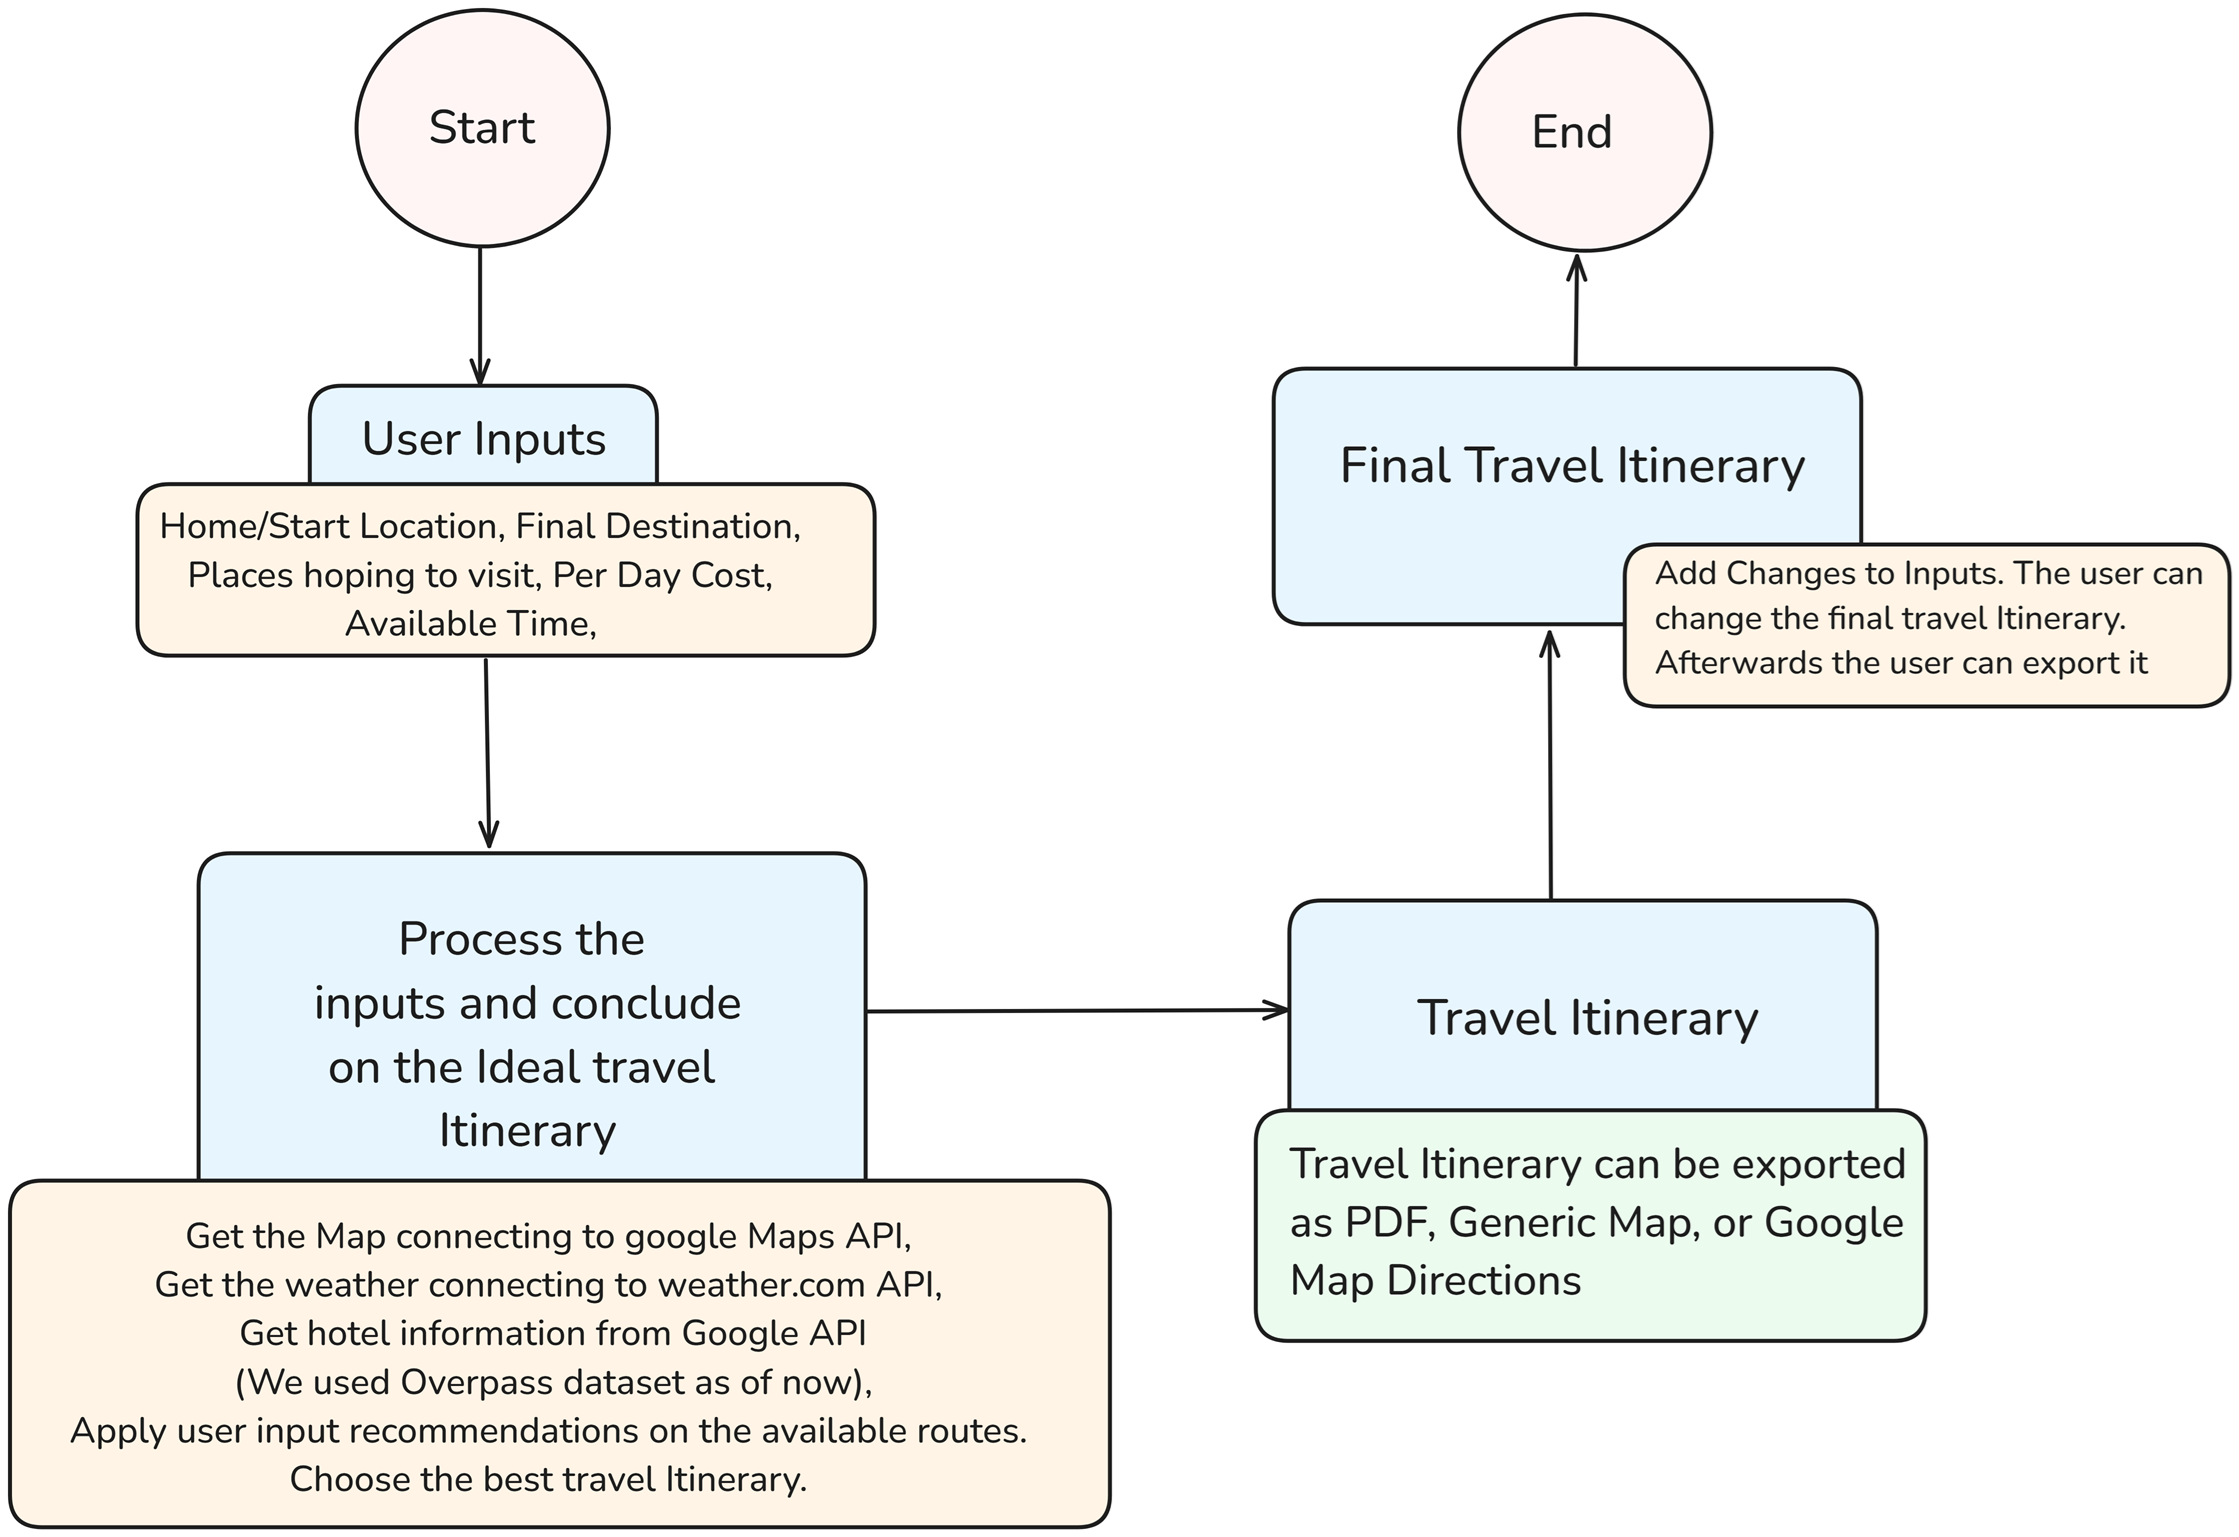 Start
User Inputs
Home/Start Location, Final Destination,
Places hoping to visit, Per Day Cost,
Available Time,
Process the
inputs and conclude
on the Ideal travel
Itinerary
Get the Map connecting to google Maps API,
Get the weather connecting to weather.com API,
Get hotel information from Google API
(We used Overpass dataset as of now),
Apply user input recommendations on the available routes.
Choose the best travel Itinerary.
Travel Itinerary
Travel Itinerary can be exported
as PDF, Generic Map, or Google
Map Directions
Final Travel Itinerary
Add Changes to Inputs. The user can
change the final travel Itinerary.
Afterwards the user can export it
End